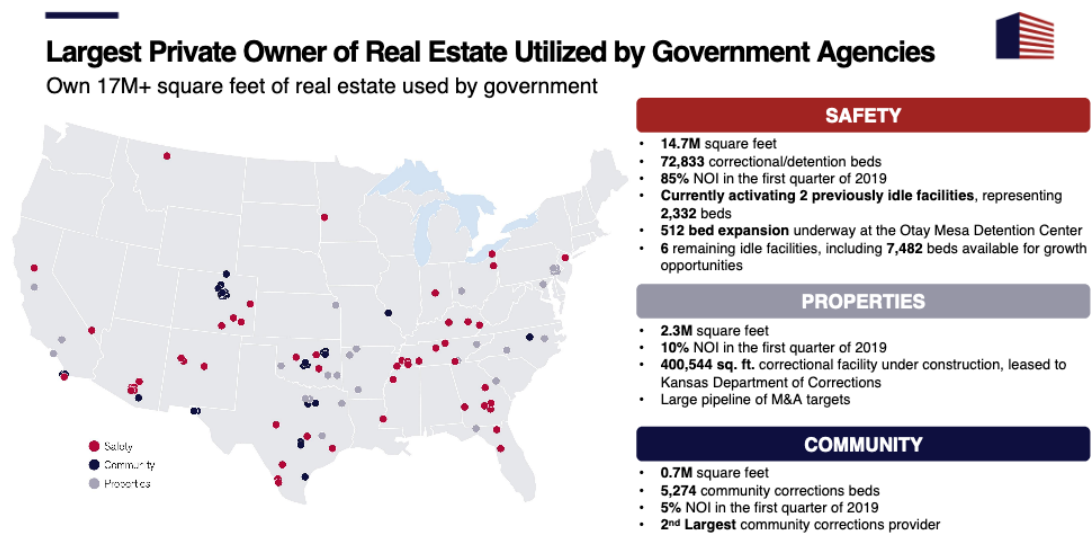 Largest Private Owner of Real Estate Utilized by Government Agencies
Own 17M+ square feet of real estate used by government
SAFETY
• 14.7M square feet
• 72,833 correctional/detention beds
• 85% NOI in the first quarter of 2019
• Currently activating 2 previously idle facilities, representing
2,332 beds
• 512 bed expansion underway at the Otay Mesa Detention Center
• 6 remaining idle facilities, including 7,482 beds available for growth
opportunities
PROPERTIES
• 2.3M square feet
• 10% NOI in the first quarter of 2019
• 400,544 sq. ft. correctional facility under construction, leased to
Kansas Department of Corrections
• Large pipeline of M&A targets
COMMUNITY
• 0.7M square feet
• 5,274 community corrections beds
• 5% NOI in the first quarter of 2019
• 2nd Largest community corrections provider
Safety
Community
Properties